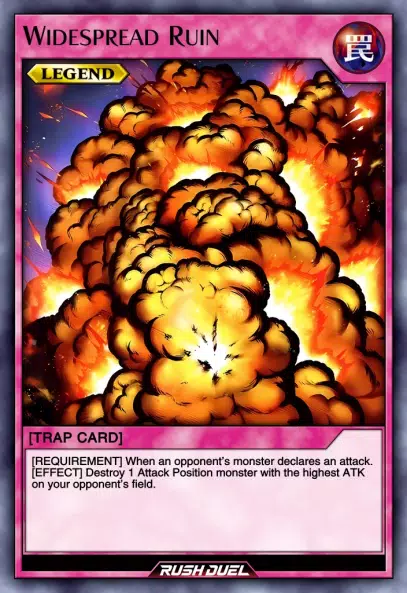 Widespread Ruin
罠
LEGEND
[TRAP CARD]
[REQUIREMENT] When an opponent's monster declares an attack.
[EFFECT] Destroy 1 Attack Position monster with the highest ATK
on your opponent's field.
RUSH DUEL